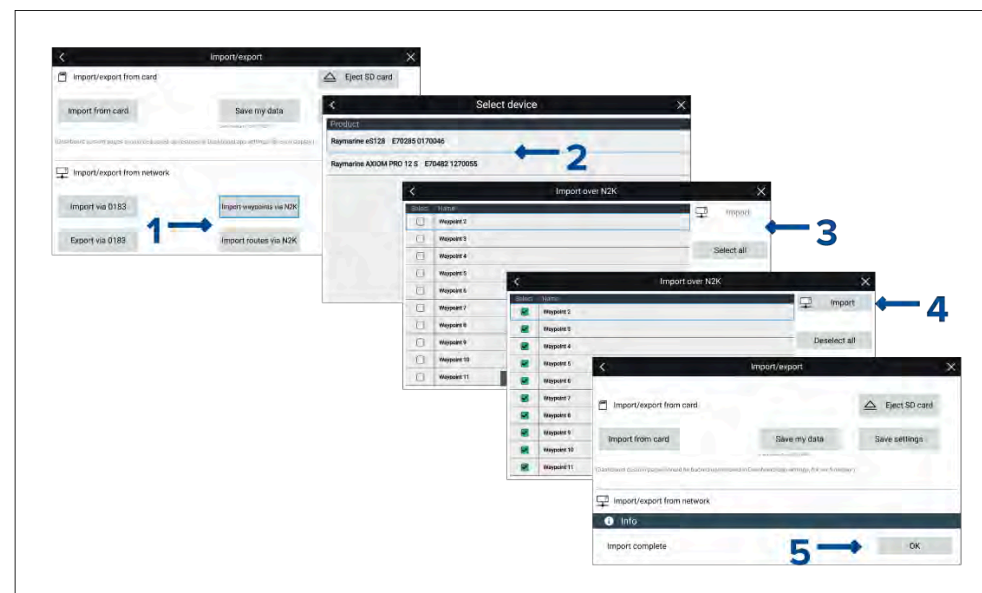 Import/export
Import/export from card
Eject SD card
Import from card
Save my data
Import/export from network
Import via 0183
Import waypoints via N2K
Export via 0183
Import routes via N2K
1
Select device
Product
Raymarine eS128 E70285 0170046
Raymarine AXIOM PRO 12 S E70482 1270055
2
Import over N2K
Select Name
Import
Waypoint 2
Waypoint 3
Select all
Waypoint 4
Waypoint 5
Waypoint 6
Waypoint 7
Waypoint 8
Waypoint 9
Waypoint 10
Waypoint 11
3
Import over N2K
Select Name
Import
Waypoint 2
Waypoint 3
Deselect all
Waypoint 4
Waypoint 5
Waypoint 6
Waypoint 7
Waypoint 8
Waypoint 9
Waypoint 10
Waypoint 11
4
Import/export
Import/export from card
Eject SD card
Import from card
Save my data
Save settings
Import/export from network
Info
Import complete
OK
5